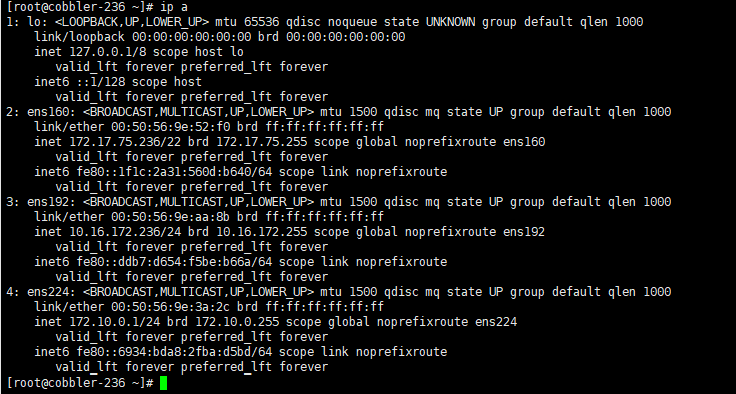 [root@cobbler-236 ~]# ip a
1: lo: <LOOPBACK,UP,LOWER_UP> mtu 65536 qdisc noqueue state UNKNOWN group default qlen 1000
    link/loopback 00:00:00:00:00:00 brd 00:00:00:00:00:00
    inet 127.0.0.1/8 scope host lo
       valid_lft forever preferred_lft forever
    inet6 ::1/128 scope host
       valid_lft forever preferred_lft forever
2: ens160: <BROADCAST,MULTICAST,UP,LOWER_UP> mtu 1500 qdisc mq state UP group default qlen 1000
    link/ether 00:50:56:9e:52:f0 brd ff:ff:ff:ff:ff:ff
    inet 172.17.75.236/22 brd 172.17.75.255 scope global noprefixroute ens160
       valid_lft forever preferred_lft forever
    inet6 fe80::1f1c:2a31:560d:b640/64 scope link noprefixroute
       valid_lft forever preferred_lft forever
3: ens192: <BROADCAST,MULTICAST,UP,LOWER_UP> mtu 1500 qdisc mq state UP group default qlen 1000
    link/ether 00:50:56:9e:aa:8b brd ff:ff:ff:ff:ff:ff
    inet 10.16.172.236/24 brd 10.16.172.255 scope global noprefixroute ens192
       valid_lft forever preferred_lft forever
    inet6 fe80::ddb7:d654:f5be:b66a/64 scope link noprefixroute
       valid_lft forever preferred_lft forever
4: ens224: <BROADCAST,MULTICAST,UP,LOWER_UP> mtu 1500 qdisc mq state UP group default qlen 1000
    link/ether 00:50:56:9e:3a:2c brd ff:ff:ff:ff:ff:ff
    inet 172.10.0.1/24 brd 172.10.0.255 scope global noprefixroute ens224
       valid_lft forever preferred_lft forever
    inet6 fe80::6934:bda8:2fba:d5bd/64 scope link noprefixroute
       valid_lft forever preferred_lft forever
[root@cobbler-236 ~]#